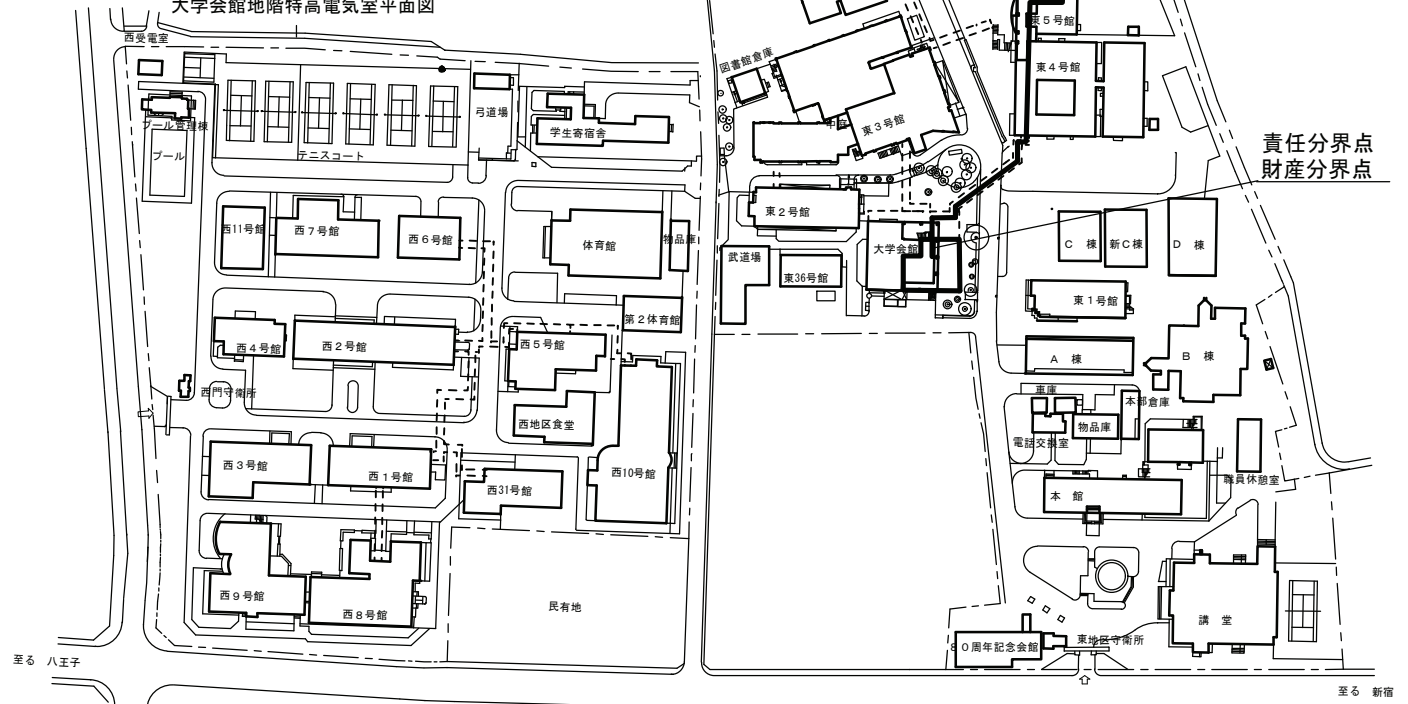 大学会館地階特高電気室平面図
西受電室
プール管理棟
プール
テニスコート
弓道場
学生寄宿舎
図書館倉庫
中庭
東3号館
東5号館
東4号館
責任分界点
財産分界点
西11号館
西7号館
西6号館
体育館
物品庫
東2号館
大学会館
武道場
東36号館
C 棟
新C棟
D 棟
東1号館
第2体育館
西4号館
西2号館
西5号館
A 棟
B 棟
西門守衛所
西地区食堂
車庫
本部倉庫
物品庫
電話交換室
西3号館
西1号館
西31号館
西10号館
本 館
職員休憩室
西9号館
西8号館
民有地
講 堂
80周年記念会館
東地区守衛所
至る 八王子
至る 新宿